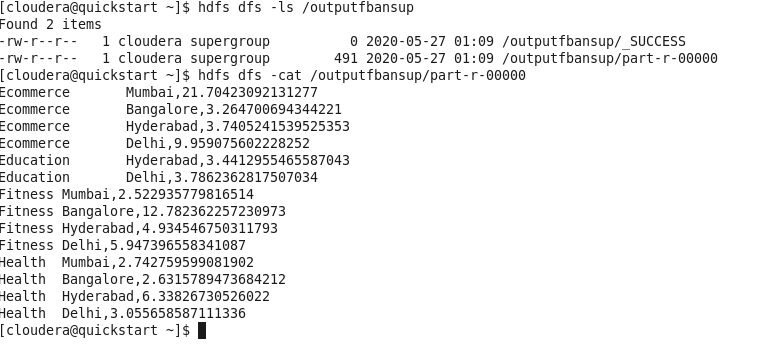 [cloudera@quickstart ~]$ hdfs dfs -ls /outputfbansup
Found 2 items
-rw-r--r--   1 cloudera supergroup          0 2020-05-27 01:09 /outputfbansup/_SUCCESS
-rw-r--r--   1 cloudera supergroup        491 2020-05-27 01:09 /outputfbansup/part-r-00000
[cloudera@quickstart ~]$ hdfs dfs -cat /outputfbansup/part-r-00000
Ecommerce       Mumbai,21.70423092131277
Ecommerce       Bangalore,3.264700694344221
Ecommerce       Hyderabad,3.7405241539525353
Ecommerce       Delhi,9.959075602228252
Education       Hyderabad,3.4412955465587043
Education       Delhi,3.7862362817507034
Fitness Mumbai,2.522935779816514
Fitness Bangalore,12.782362257230973
Fitness Hyderabad,4.934546750311793
Fitness Delhi,5.947396558341087
Health  Mumbai,2.742759599081902
Health  Bangalore,2.6315789473684212
Health  Hyderabad,6.33826730526022
Health  Delhi,3.055658587111336
[cloudera@quickstart ~]$